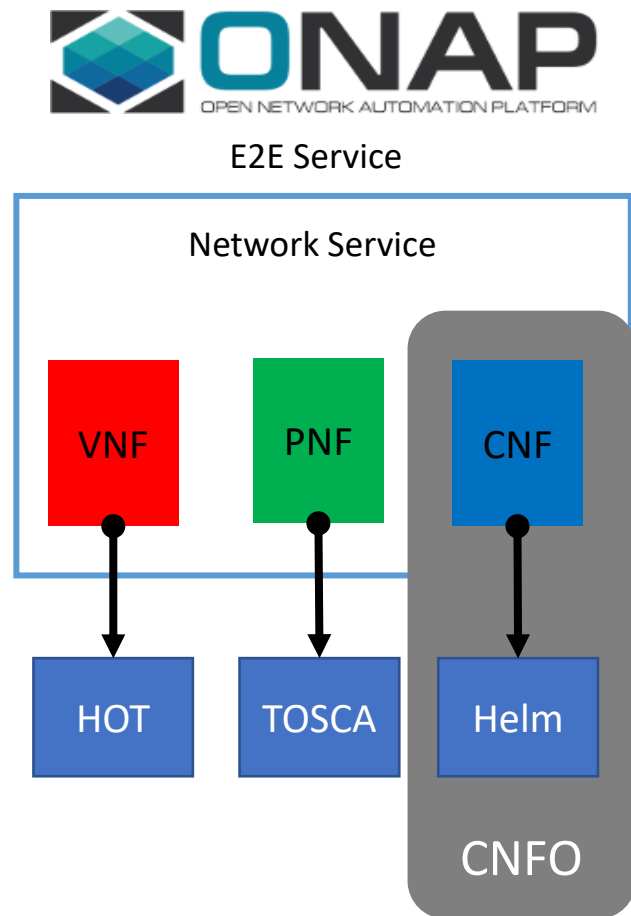 ONAP
OPEN NETWORK AUTOMATION PLATFORM
E2E Service
Network Service
VNF
PNF
CNF
HOT
TOSCA
Helm
CNFO